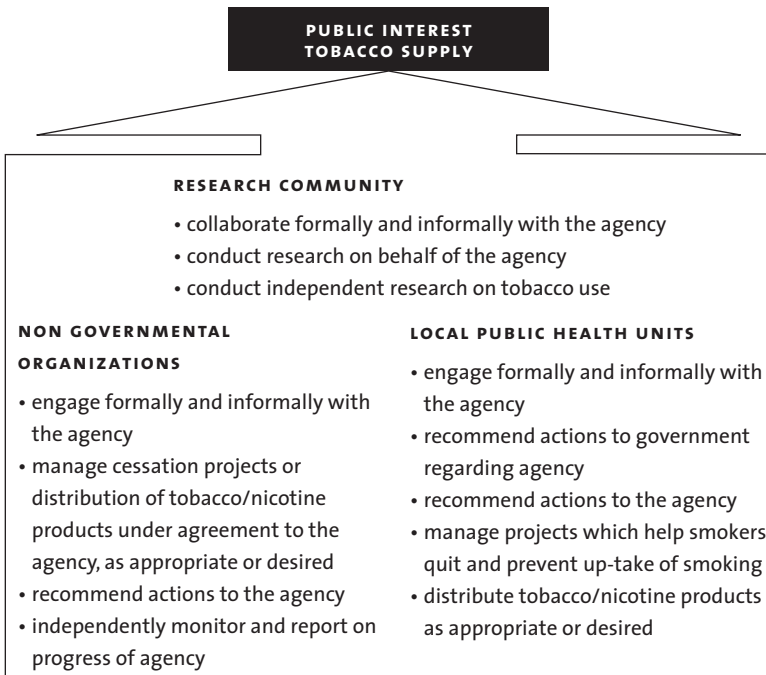 PUBLIC INTEREST
TOBACCO SUPPLY
RESEARCH COMMUNITY
• collaborate formally and informally with the agency
• conduct research on behalf of the agency
• conduct independent research on tobacco use
NON GOVERNMENTAL
ORGANIZATIONS
• engage formally and informally with
the agency
• manage cessation projects or
distribution of tobacco/nicotine
products under agreement to the
agency, as appropriate or desired
• recommend actions to the agency
• independently monitor and report on
progress of agency
LOCAL PUBLIC HEALTH UNITS
• engage formally and informally with
the agency
• recommend actions to government
regarding agency
• recommend actions to the agency
• manage projects which help smokers
quit and prevent up-take of smoking
• distribute tobacco/nicotine products
as appropriate or desired